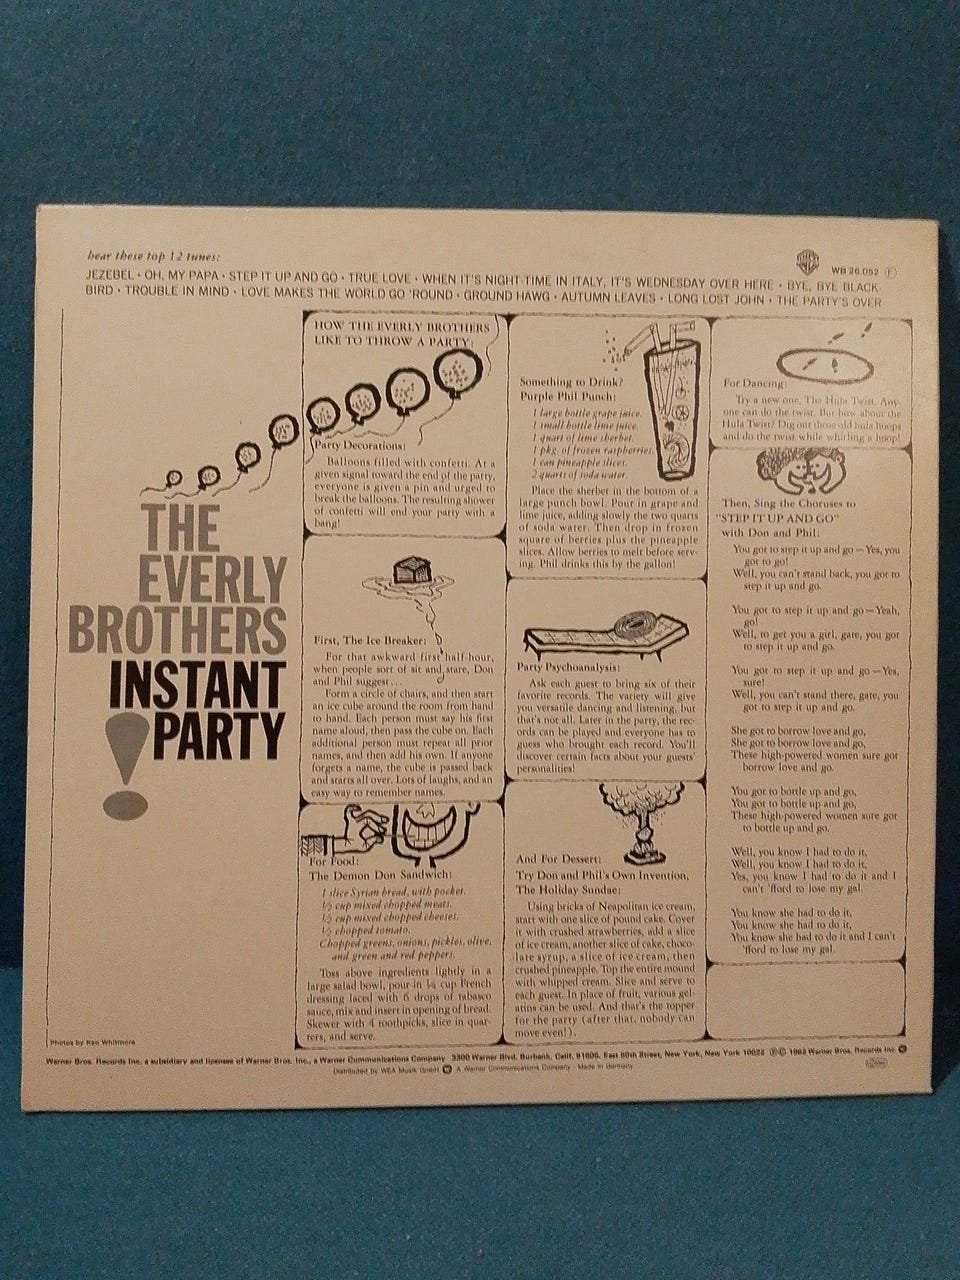 hear these top 12 tunes:
JEZEBEL • OH, MY PAPA • STEP IT UP AND GO • TRUE LOVE • WHEN IT'S NIGHT-TIME IN ITALY, IT'S WEDNESDAY OVER HERE • BYE, BYE BLACK
BIRD • TROUBLE IN MIND • LOVE MAKES THE WORLD GO 'ROUND • GROUND HAWG • AUTUMN LEAVES • LONG LOST JOHN • THE PARTY'S OVER
WB 26.052 F
THE
EVERLY
BROTHERS
INSTANT
PARTY
!
Photos by Ken Whitmore
HOW THE EVERLY BROTHERS
LIKE TO THROW A PARTY:
Party Decorations:
Balloons filled with confetti. At a
given signal toward the end of the party,
everyone is given a pin and urged to
break the balloons. The resulting shower
of confetti will end your party with a
bang!
First, The Ice Breaker:
For that awkward first half-hour,
when people sort of sit and stare, Don
and Phil suggest...
Form a circle of chairs, and then start
an ice cube around the room from hand
to hand. Each person must say his first
name aloud, then pass the cube on. Each
additional person must repeat all prior
names, and then add his own. If anyone
forgets a name, the cube is passed back
and starts all over. Lots of laughs, and an
easy way to remember names.
For Food:
The Demon Don Sandwich:
1 slice Syrian bread, with pocket.
½ cup mixed chopped meats.
½ cup mixed chopped cheeses.
½ chopped tomato.
Chopped greens, onions, pickles, olive,
and green and red peppers.
Toss above ingredients lightly in a
large salad bowl, pour in ¼ cup French
dressing laced with 6 drops of tabasco
sauce, mix and insert in opening of bread.
Skewer with 4 toothpicks, slice in quar-
ters, and serve.
Something to Drink?
Purple Phil Punch:
1 large bottle grape juice.
1 small bottle lime juice.
1 quart of lime sherbet.
1 pkg. of frozen raspberries.
1 can pineapple slices.
2 quarts of soda water.
Place the sherber in the bottom of a
large punch bowl. Pour in grape and
lime juice, adding slowly the two quarts
of soda water. Then drop in frozen
square of berries plus the pineapple
slices. Allow berries to melt before serv-
ing. Phil drinks this by the gallon!
Party Psychoanalysis:
Ask each guest to bring six of their
favorite records. The variety will give
you versatile dancing and listening, but
that's not all. Later in the party, the rec-
ords can be played and everyone has to
guess who brought each record. You'll
discover certain facts about your guests'
personalities!
And For Dessert:
Try Don and Phil's Own Invention,
The Holiday Sundae:
Using bricks of Neapolitan ice cream,
start with one slice of pound cake. Cover
it with crushed strawberries, add a slice
of ice cream, another slice of cake, choco-
late syrup, a slice of ice cream, then
crushed pineapple. Top the entire mound
with whipped cream. Slice and serve to
each guest. In place of fruit, various gel-
atins can be used. And that's the topper
for the party (after that, nobody can
move even!).
For Dancing:
Try a new one, The Hula Twist. Any-
one can do the twist. But how about the
Hula Twist? Dig out those old hula hoops
and do the twist while whirling a hoop!
Then, Sing the Choruses to
"STEP IT UP AND GO"
with Don and Phil:
You got to step it up and go — Yes, you
got to go!
Well, you can't stand back, you got to
step it up and go.
You got to step it up and go — Yeah,
go!
Well, to get you a girl, gate, you got
to step it up and go.
You got to step it up and go — Yes,
sure!
Well, you can't stand there, gate, you
got to step it up and go.
She got to borrow love and go,
She got to borrow love and go,
These high-powered women sure got
borrow love and go.
You got to bottle up and go,
You got to bottle up and go,
These high-powered women sure got
to bottle up and go.
Well, you know I had to do it,
Well, you know I had to do it,
Yes, you know I had to do it and I
can't 'fford to lose my gal.
You know she had to do it,
You know she had to do it,
You know she had to do it and I can't
'fford to lose my gal.
Warner Bros. Records Inc. a subsidiary and licensee of Warner Bros. Inc., a Warner Communications Company 3300 Warner Blvd. Burbank, Calif. 91505, East 50th Street, New York, New York 10022 ℗© 1962 Warner Bros. Records Inc.
Distributed by WEA Musik GmbH A Warner Communications Company · Made in Germany